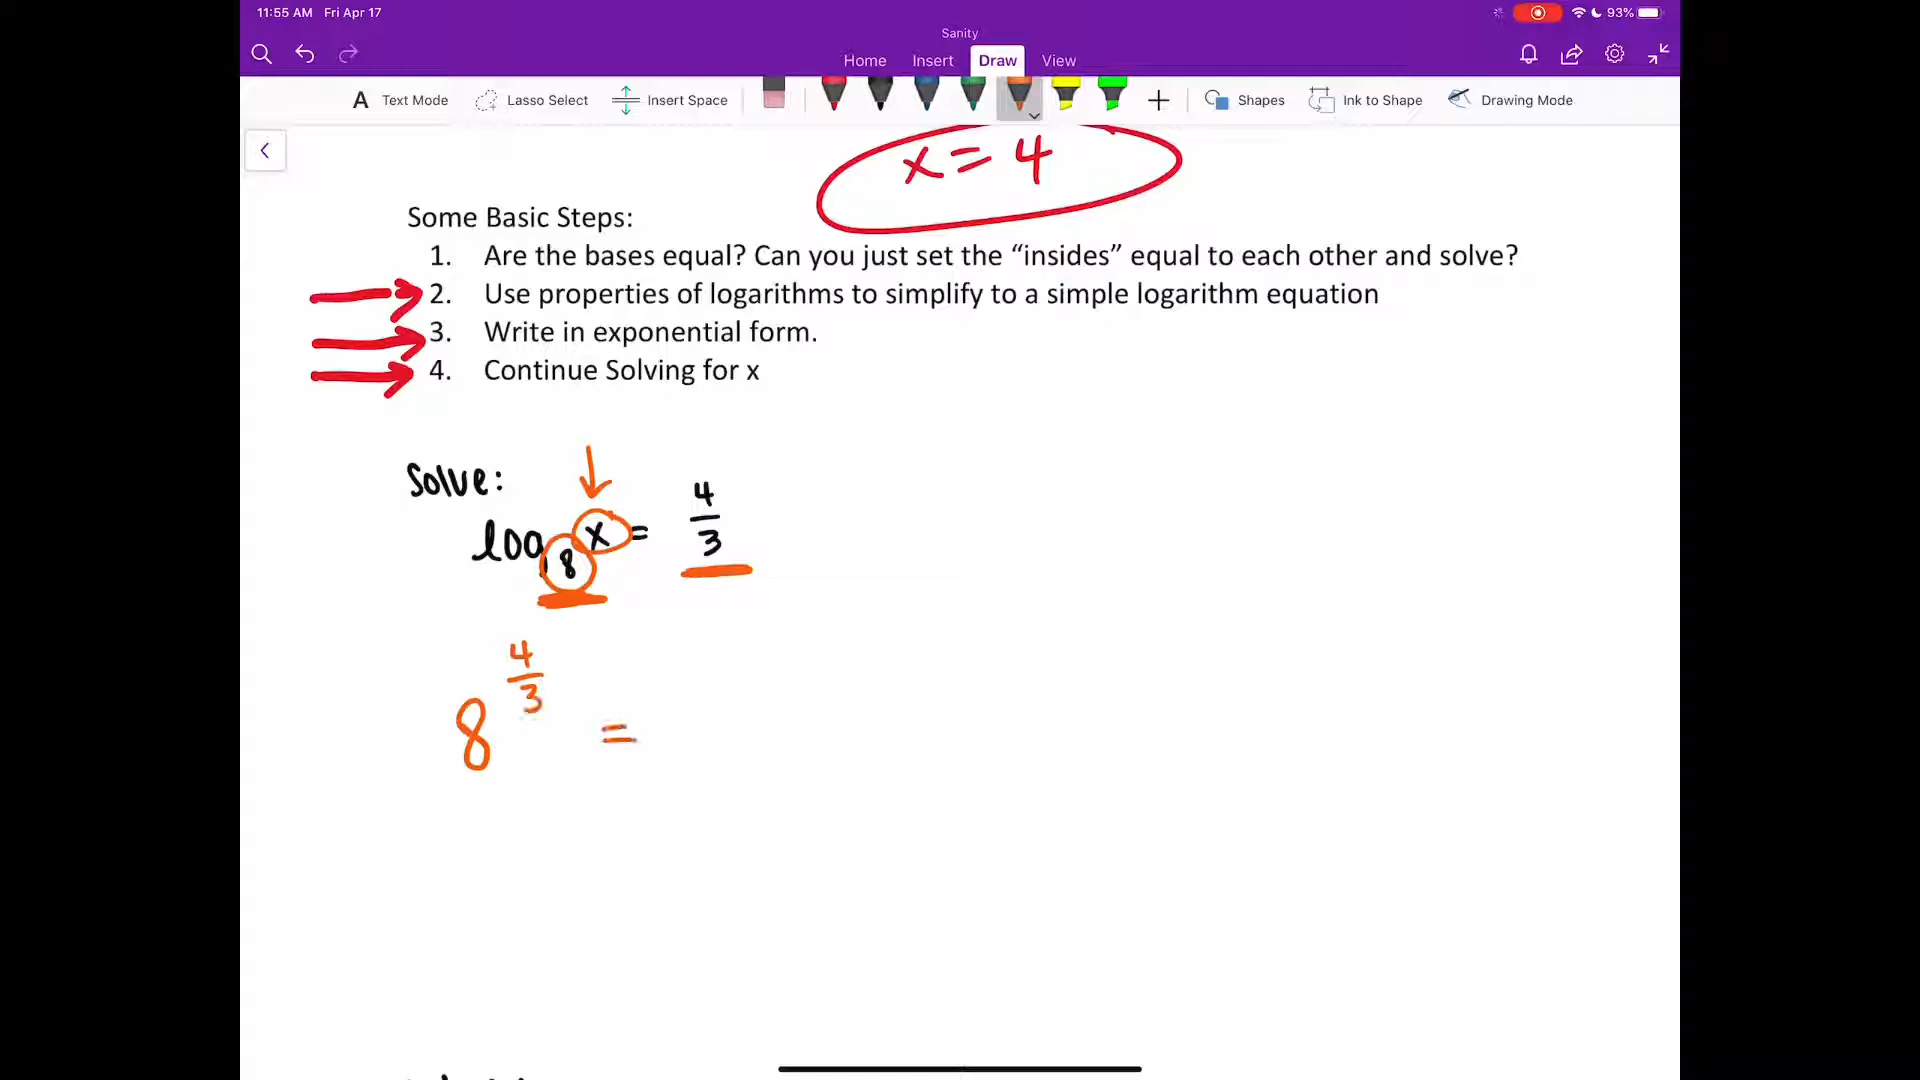 11:55 AM Fri Apr 17 93%
Sanity
Home Insert Draw View
A Text Mode Lasso Select Insert Space Shapes Ink to Shape Drawing Mode
x = 4
Some Basic Steps:
1. Are the bases equal? Can you just set the “insides” equal to each other and solve?
2. Use properties of logarithms to simplify to a simple logarithm equation
3. Write in exponential form.
4. Continue Solving for x
Solve:
log₈ x = 4/3
8^(4/3) =